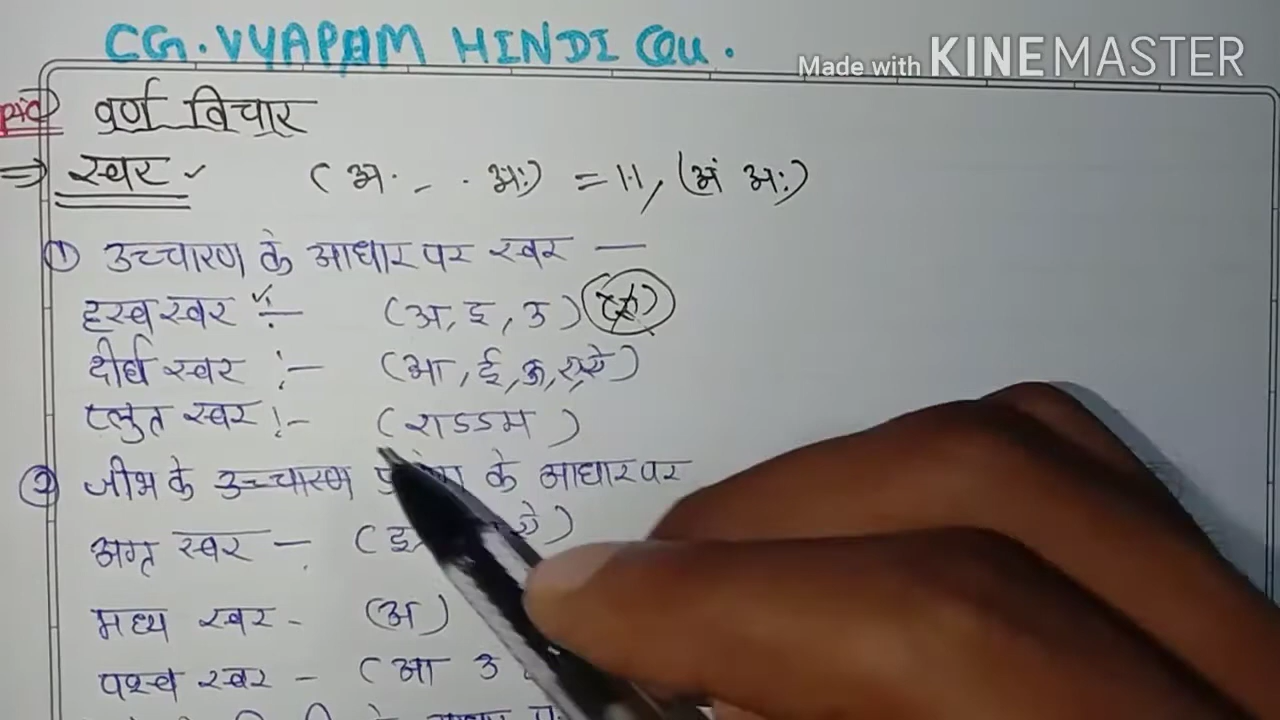 CG. VYAPAM HINDI QU.
Made with KINEMASTER
वर्ण विचार
⇒ स्वर ✓ (अ . - . अः) = 11, (अं अः)
① उच्चारण के आधार पर स्वर —
ह्रस्व स्वर :- (अ, इ, उ)
दीर्घ स्वर :- (आ, ई, ऊ, ए, ऐ)
प्लुत स्वर :- (राऽऽम)
② जीभ के उच्चारण के आधार पर
अग्र स्वर - (इ ऐ)
मध्य स्वर - (अ)
पश्च स्वर - (आ उ